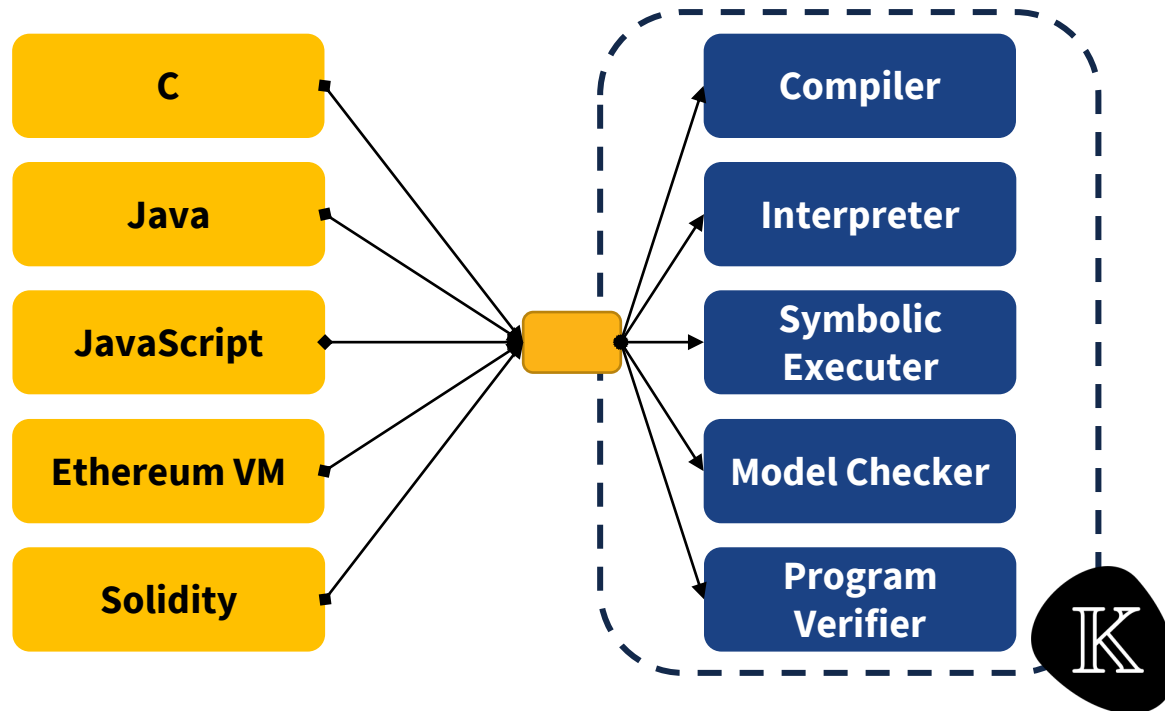 C
Java
JavaScript
Ethereum VM
Solidity
Compiler
Interpreter
Symbolic
Executer
Model Checker
Program
Verifier
𝕂